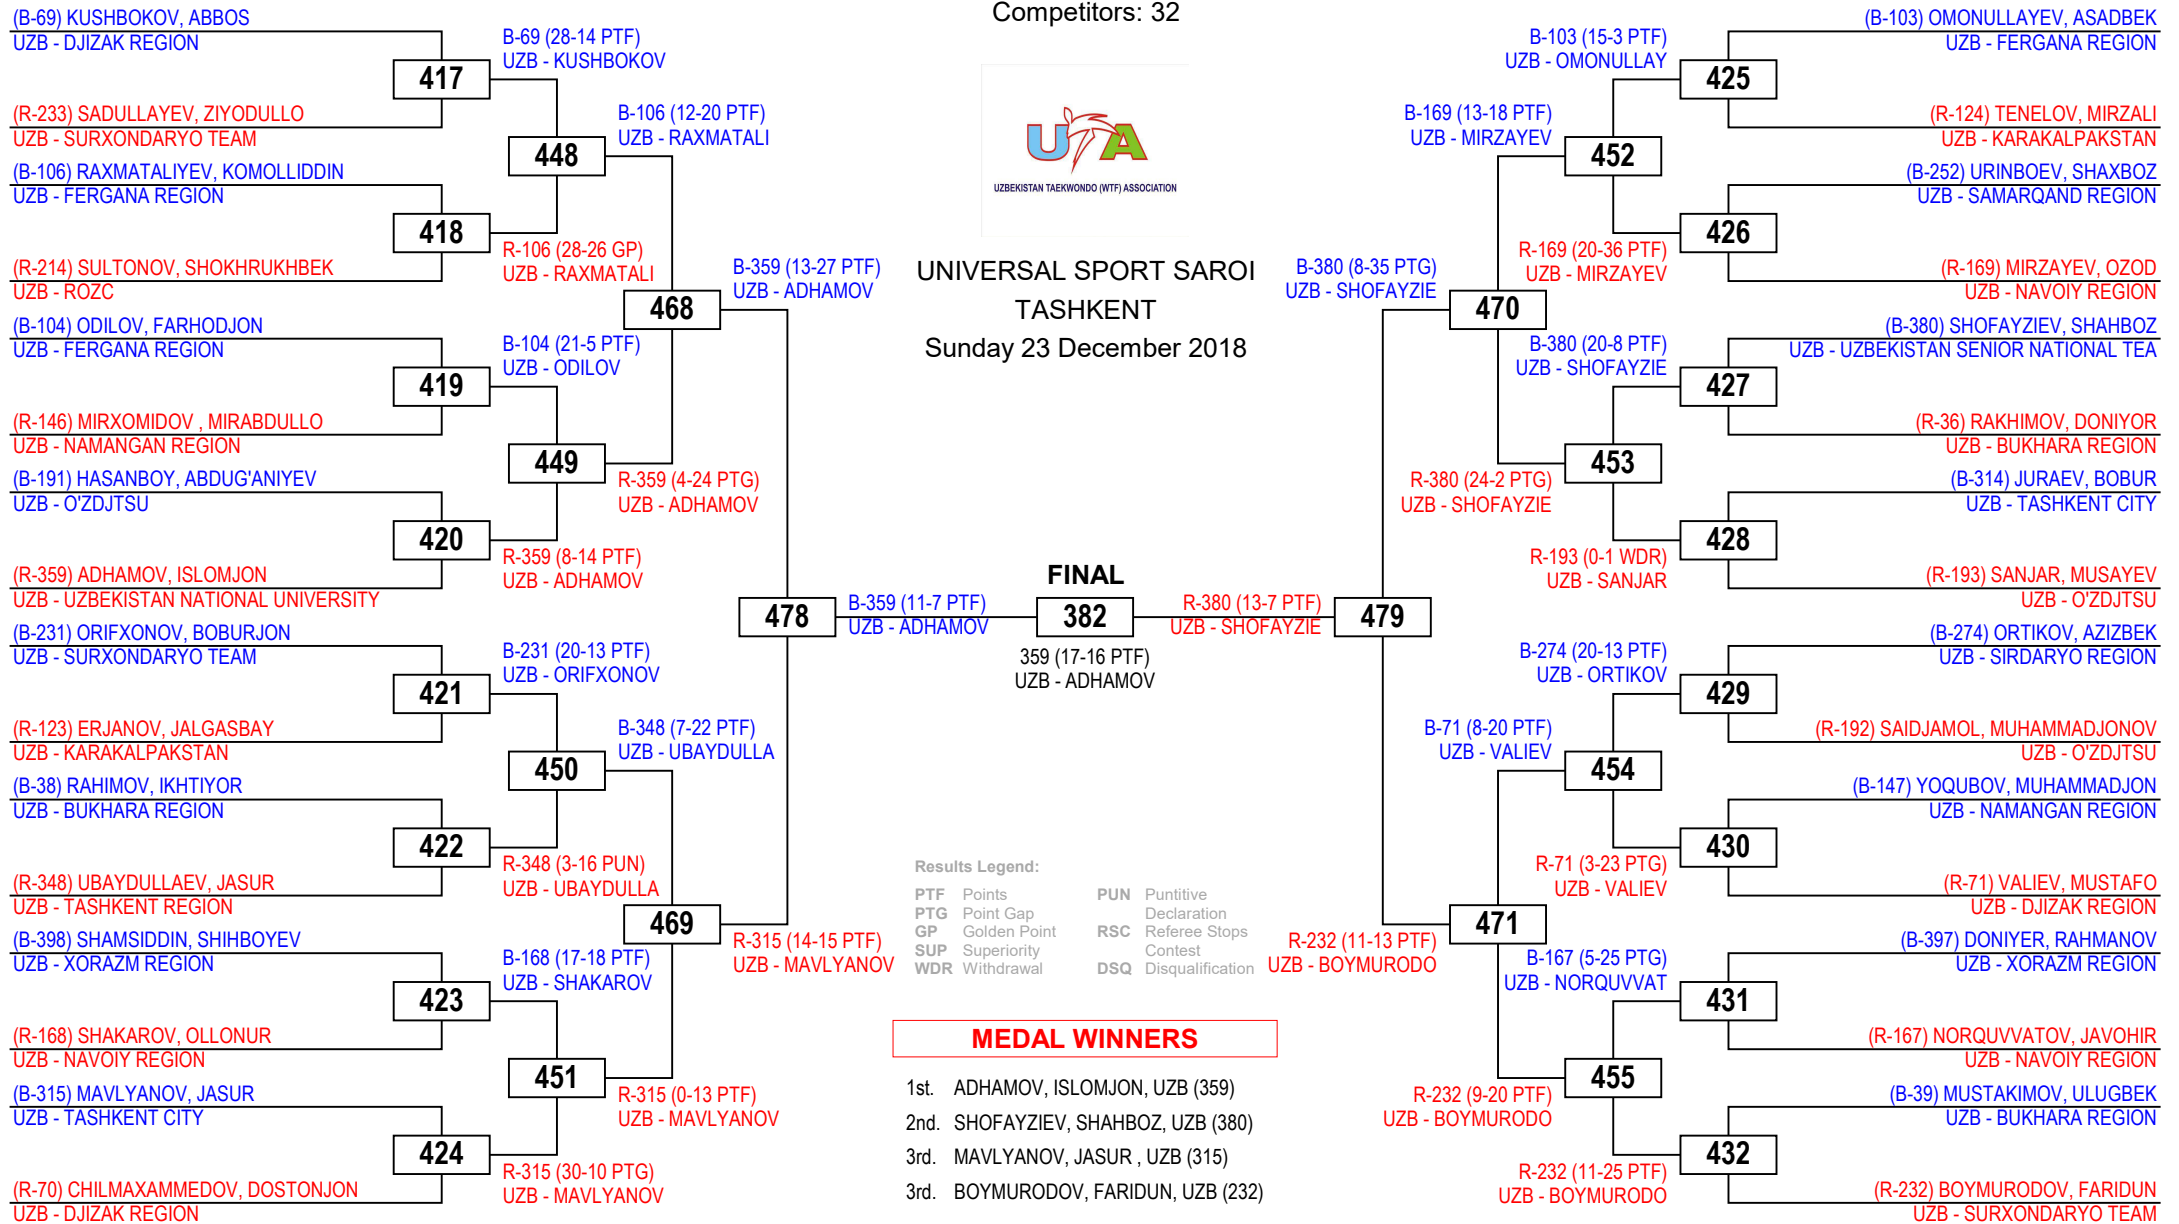 Competitors: 32
UTA
UZBEKISTAN TAEKWONDO (WTF) ASSOCIATION
UNIVERSAL SPORT SAROI
TASHKENT
Sunday 23 December 2018
(B-69) KUSHBOKOV, ABBOS
UZB - DJIZAK REGION
417
(R-233) SADULLAYEV, ZIYODULLO
UZB - SURXONDARYO TEAM
(B-106) RAXMATALIYEV, KOMOLLIDDIN
UZB - FERGANA REGION
418
(R-214) SULTONOV, SHOKHRUKHBEK
UZB - ROZC
(B-104) ODILOV, FARHODJON
UZB - FERGANA REGION
419
(R-146) MIRXOMIDOV , MIRABDULLO
UZB - NAMANGAN REGION
(B-191) HASANBOY, ABDUG'ANIYEV
UZB - O'ZDJTSU
420
(R-359) ADHAMOV, ISLOMJON
UZB - UZBEKISTAN NATIONAL UNIVERSITY
(B-231) ORIFXONOV, BOBURJON
UZB - SURXONDARYO TEAM
421
(R-123) ERJANOV, JALGASBAY
UZB - KARAKALPAKSTAN
(B-38) RAHIMOV, IKHTIYOR
UZB - BUKHARA REGION
422
(R-348) UBAYDULLAEV, JASUR
UZB - TASHKENT REGION
(B-398) SHAMSIDDIN, SHIHBOYEV
UZB - XORAZM REGION
423
(R-168) SHAKAROV, OLLONUR
UZB - NAVOIY REGION
(B-315) MAVLYANOV, JASUR
UZB - TASHKENT CITY
424
(R-70) CHILMAXAMMEDOV, DOSTONJON
UZB - DJIZAK REGION
B-69 (28-14 PTF)
UZB - KUSHBOKOV
448
R-106 (28-26 GP)
UZB - RAXMATALI
B-104 (21-5 PTF)
UZB - ODILOV
449
R-359 (8-14 PTF)
UZB - ADHAMOV
B-231 (20-13 PTF)
UZB - ORIFXONOV
450
R-348 (3-16 PUN)
UZB - UBAYDULLA
B-168 (17-18 PTF)
UZB - SHAKAROV
451
R-315 (30-10 PTG)
UZB - MAVLYANOV
B-106 (12-20 PTF)
UZB - RAXMATALI
468
R-359 (4-24 PTG)
UZB - ADHAMOV
B-348 (7-22 PTF)
UZB - UBAYDULLA
469
R-315 (0-13 PTF)
UZB - MAVLYANOV
B-359 (13-27 PTF)
UZB - ADHAMOV
478
R-315 (14-15 PTF)
UZB - MAVLYANOV
B-359 (11-7 PTF)
UZB - ADHAMOV
FINAL
382
359 (17-16 PTF)
UZB - ADHAMOV
R-380 (13-7 PTF)
UZB - SHOFAYZIE
B-380 (8-35 PTG)
UZB - SHOFAYZIE
479
R-232 (11-13 PTF)
UZB - BOYMURODO
B-169 (13-18 PTF)
UZB - MIRZAYEV
470
R-380 (24-2 PTG)
UZB - SHOFAYZIE
B-71 (8-20 PTF)
UZB - VALIEV
471
R-232 (9-20 PTF)
UZB - BOYMURODO
B-103 (15-3 PTF)
UZB - OMONULLAY
452
R-169 (20-36 PTF)
UZB - MIRZAYEV
B-380 (20-8 PTF)
UZB - SHOFAYZIE
453
R-193 (0-1 WDR)
UZB - SANJAR
B-274 (20-13 PTF)
UZB - ORTIKOV
454
R-71 (3-23 PTG)
UZB - VALIEV
B-167 (5-25 PTG)
UZB - NORQUVVAT
455
R-232 (11-25 PTF)
UZB - BOYMURODO
(B-103) OMONULLAYEV, ASADBEK
UZB - FERGANA REGION
425
(R-124) TENELOV, MIRZALI
UZB - KARAKALPAKSTAN
(B-252) URINBOEV, SHAXBOZ
UZB - SAMARQAND REGION
426
(R-169) MIRZAYEV, OZOD
UZB - NAVOIY REGION
(B-380) SHOFAYZIEV, SHAHBOZ
UZB - UZBEKISTAN SENIOR NATIONAL TEA
427
(R-36) RAKHIMOV, DONIYOR
UZB - BUKHARA REGION
(B-314) JURAEV, BOBUR
UZB - TASHKENT CITY
428
(R-193) SANJAR, MUSAYEV
UZB - O'ZDJTSU
(B-274) ORTIKOV, AZIZBEK
UZB - SIRDARYO REGION
429
(R-192) SAIDJAMOL, MUHAMMADJONOV
UZB - O'ZDJTSU
(B-147) YOQUBOV, MUHAMMADJON
UZB - NAMANGAN REGION
430
(R-71) VALIEV, MUSTAFO
UZB - DJIZAK REGION
(B-397) DONIYER, RAHMANOV
UZB - XORAZM REGION
431
(R-167) NORQUVVATOV, JAVOHIR
UZB - NAVOIY REGION
(B-39) MUSTAKIMOV, ULUGBEK
UZB - BUKHARA REGION
432
(R-232) BOYMURODOV, FARIDUN
UZB - SURXONDARYO TEAM
Results Legend:
PTF Points
PTG Point Gap
GP Golden Point
SUP Superiority
WDR Withdrawal
PUN Puntitive
Declaration
RSC Referee Stops
Contest
DSQ Disqualification
MEDAL WINNERS
1st. ADHAMOV, ISLOMJON, UZB (359)
2nd. SHOFAYZIEV, SHAHBOZ, UZB (380)
3rd. MAVLYANOV, JASUR , UZB (315)
3rd. BOYMURODOV, FARIDUN, UZB (232)